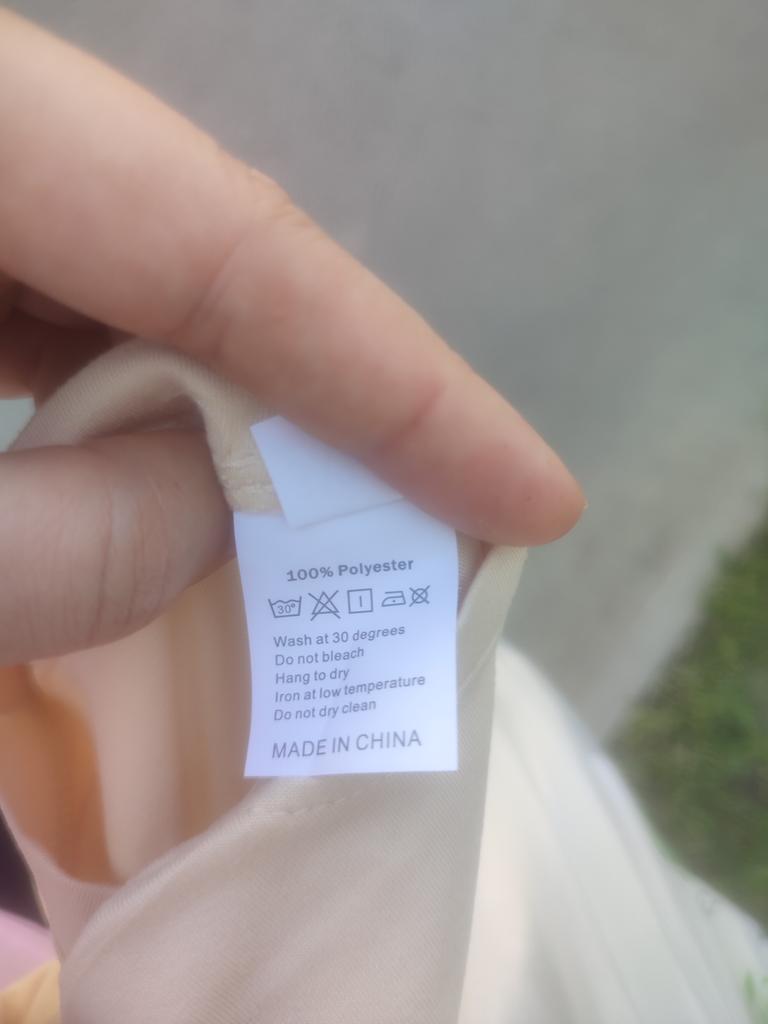 100% Polyester
30°
Wash at 30 degrees
Do not bleach
Hang to dry
Iron at low temperature
Do not dry clean
MADE IN CHINA